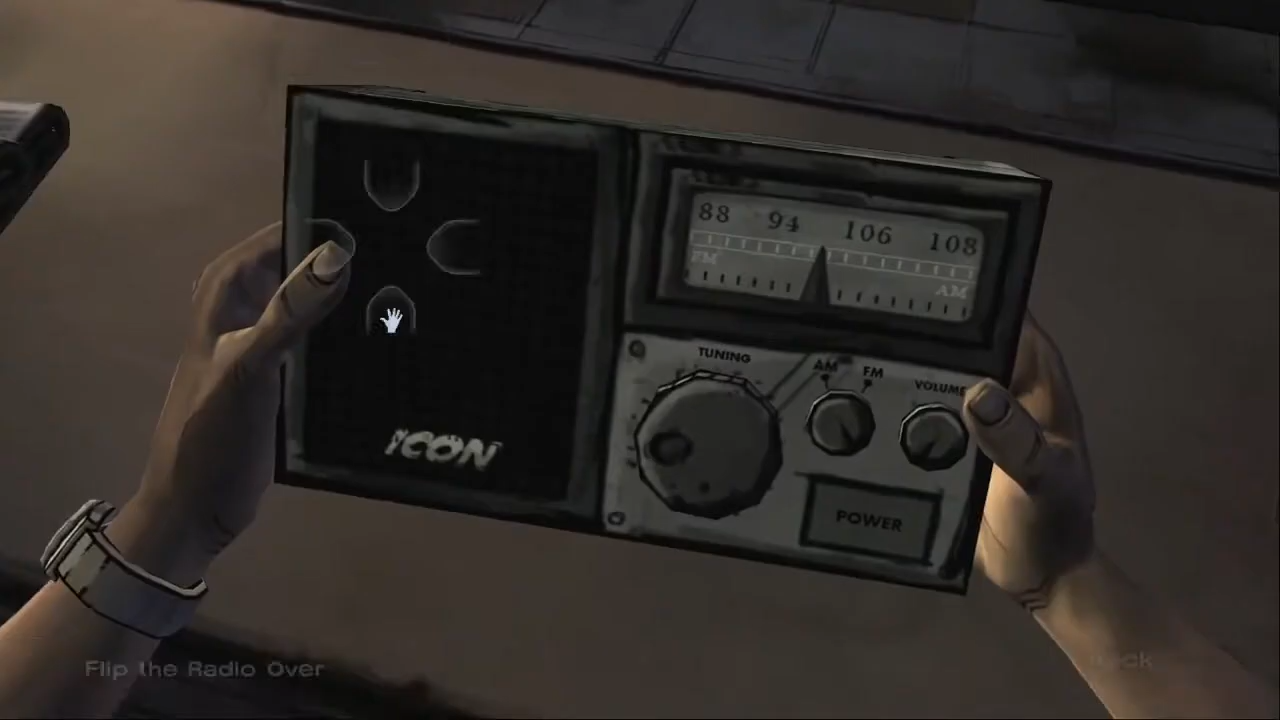 88 94 106 108
FM
AM
TUNING
AM FM
VOLUME
ICON
POWER
Flip the Radio Over